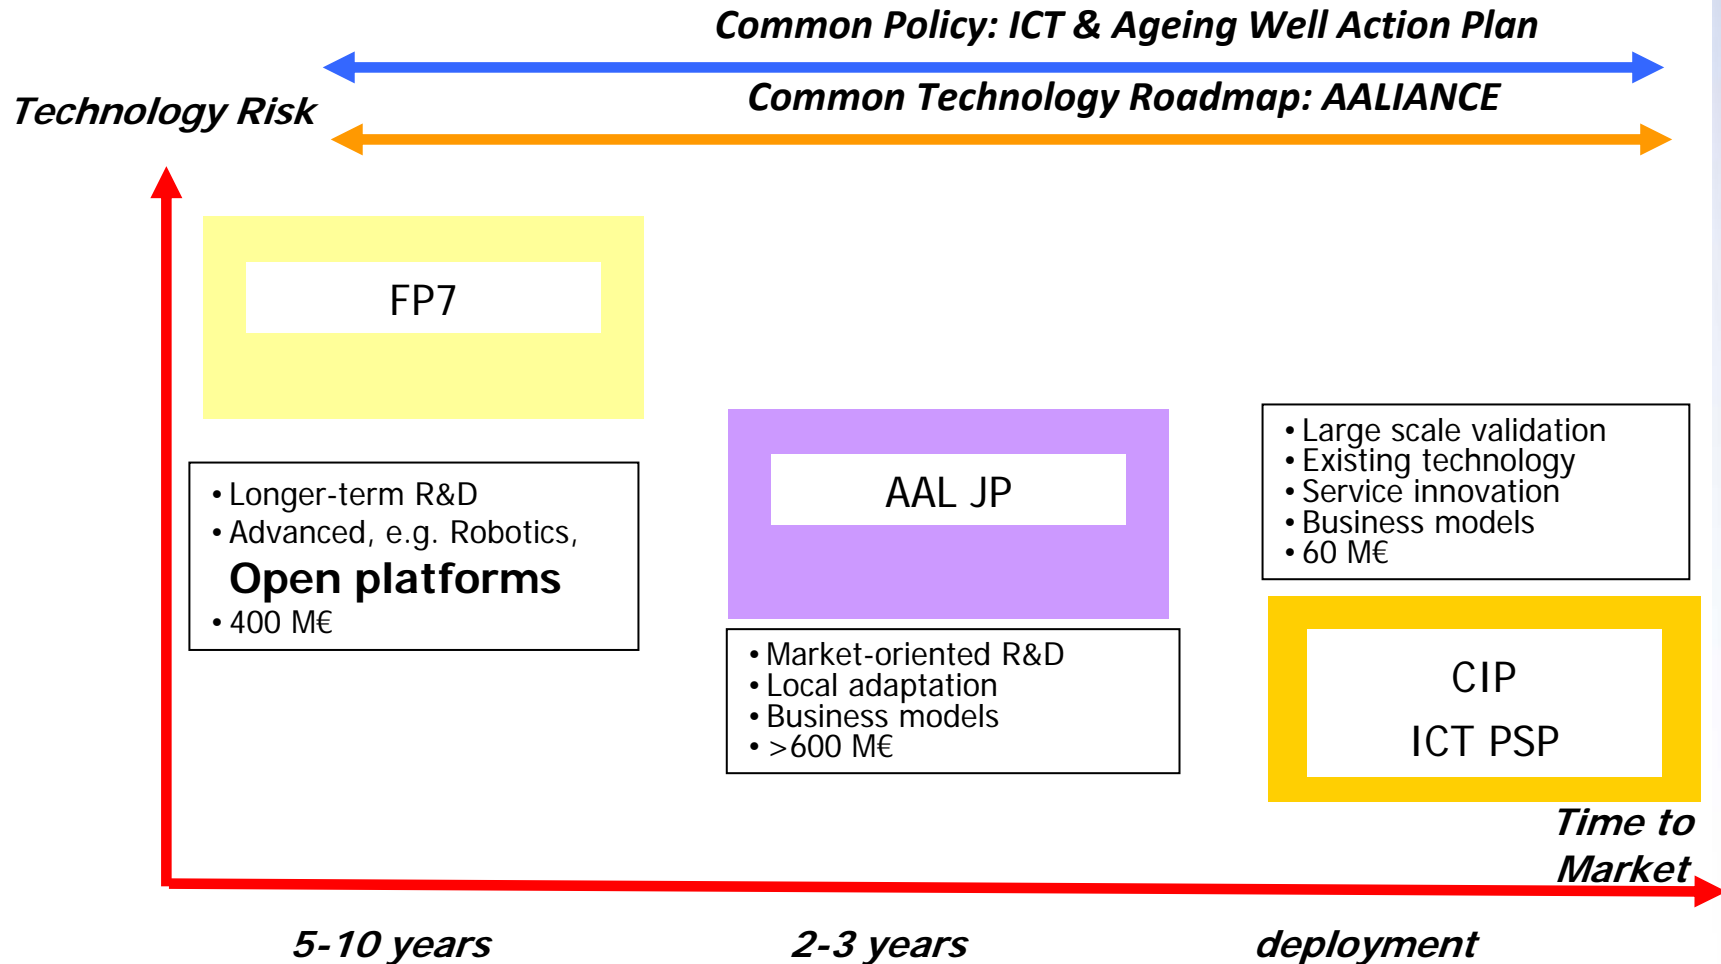 Common Policy: ICT & Ageing Well Action Plan
Common Technology Roadmap: AALIANCE
Technology Risk
FP7
• Longer-term R&D
• Advanced, e.g. Robotics,
Open platforms
• 400 M€
AAL JP
• Market-oriented R&D
• Local adaptation
• Business models
• >600 M€
• Large scale validation
• Existing technology
• Service innovation
• Business models
• 60 M€
CIP
ICT PSP
Time to
Market
5-10 years
2-3 years
deployment